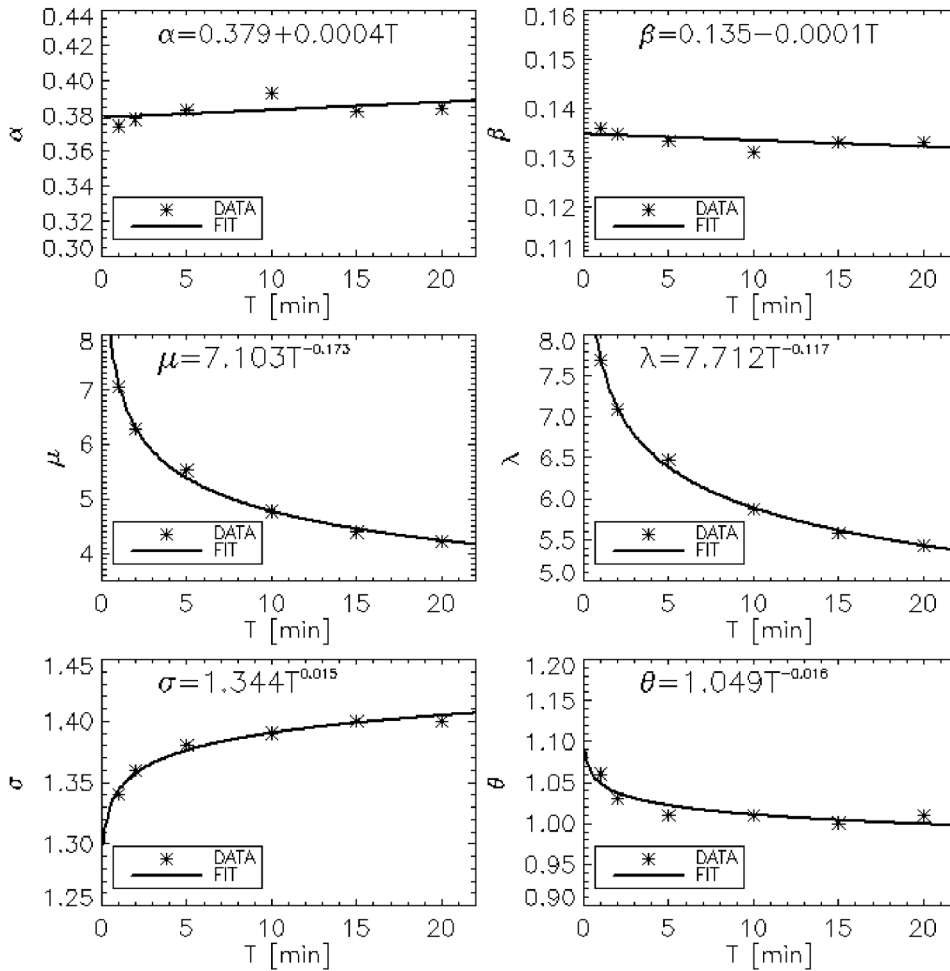 α=0.379+0.0004T
0.44
0.42
0.40
0.38
0.36
0.34
0.32
0.30
α
DATA
FIT
0 5 10 15 20
T [min]
β=0.135−0.0001T
0.16
0.15
0.14
0.13
0.12
0.11
β
DATA
FIT
0 5 10 15 20
T [min]
μ=7.103T^−0.173
8
7
6
5
4
μ
DATA
FIT
0 5 10 15 20
T [min]
λ=7.712T^−0.117
8.0
7.5
7.0
6.5
6.0
5.5
5.0
λ
DATA
FIT
0 5 10 15 20
T [min]
σ=1.344T^0.015
1.45
1.40
1.35
1.30
1.25
σ
DATA
FIT
0 5 10 15 20
T [min]
θ=1.049T^−0.016
1.20
1.15
1.10
1.05
1.00
0.95
0.90
θ
DATA
FIT
0 5 10 15 20
T [min]